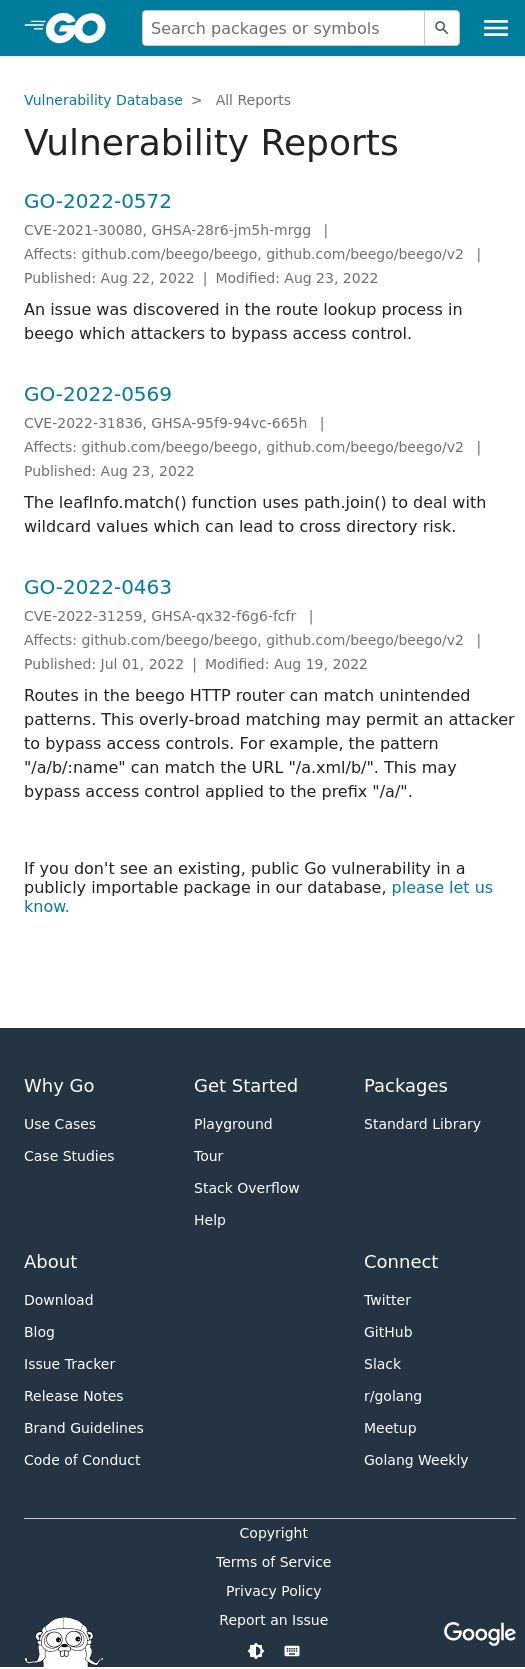 GO
Search packages or symbols
Vulnerability Database > All Reports
Vulnerability Reports
GO-2022-0572
CVE-2021-30080, GHSA-28r6-jm5h-mrgg |
Affects: github.com/beego/beego, github.com/beego/beego/v2 |
Published: Aug 22, 2022 | Modified: Aug 23, 2022
An issue was discovered in the route lookup process in
beego which attackers to bypass access control.
GO-2022-0569
CVE-2022-31836, GHSA-95f9-94vc-665h |
Affects: github.com/beego/beego, github.com/beego/beego/v2 |
Published: Aug 23, 2022
The leafInfo.match() function uses path.join() to deal with
wildcard values which can lead to cross directory risk.
GO-2022-0463
CVE-2022-31259, GHSA-qx32-f6g6-fcfr |
Affects: github.com/beego/beego, github.com/beego/beego/v2 |
Published: Jul 01, 2022 | Modified: Aug 19, 2022
Routes in the beego HTTP router can match unintended
patterns. This overly-broad matching may permit an attacker
to bypass access controls. For example, the pattern
"/a/b/:name" can match the URL "/a.xml/b/". This may
bypass access control applied to the prefix "/a/".
If you don't see an existing, public Go vulnerability in a
publicly importable package in our database, please let us
know.
Why Go
Use Cases
Case Studies
Get Started
Playground
Tour
Stack Overflow
Help
Packages
Standard Library
About
Download
Blog
Issue Tracker
Release Notes
Brand Guidelines
Code of Conduct
Connect
Twitter
GitHub
Slack
r/golang
Meetup
Golang Weekly
Copyright
Terms of Service
Privacy Policy
Report an Issue
Google